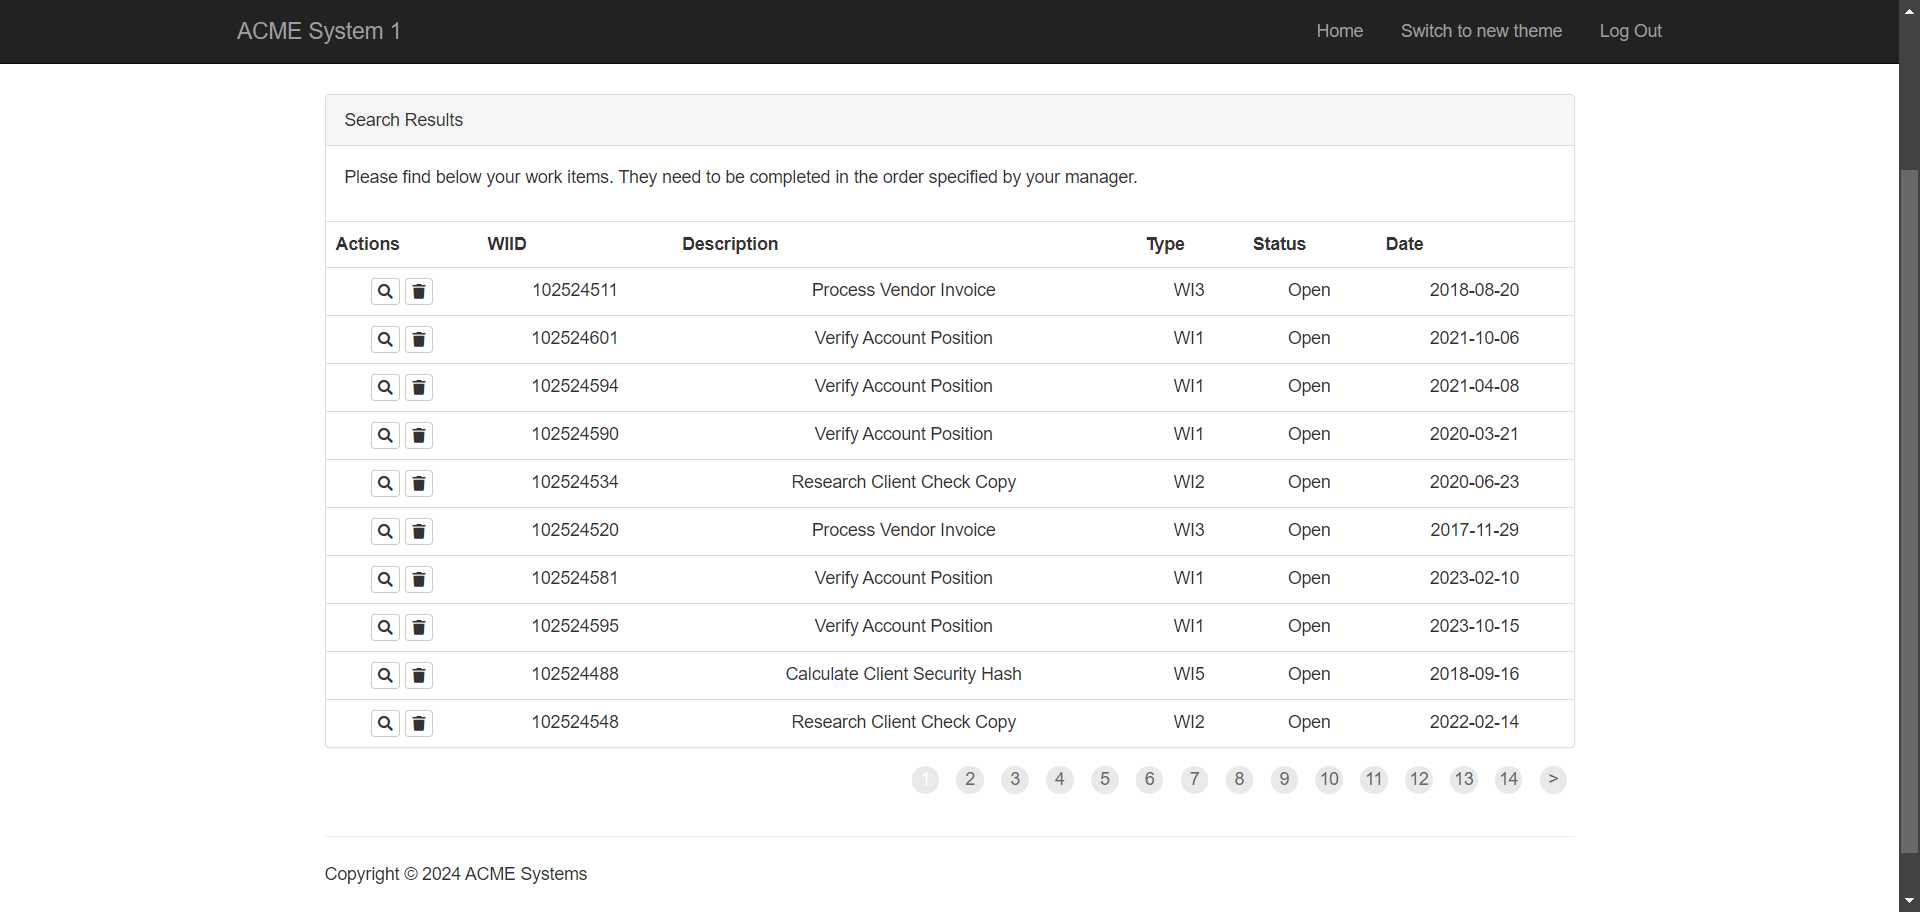 ACME System 1 Home Switch to new theme Log Out
Search Results
Please find below your work items. They need to be completed in the order specified by your manager.
Actions WIID Description Type Status Date
102524511 Process Vendor Invoice WI3 Open 2018-08-20
102524601 Verify Account Position WI1 Open 2021-10-06
102524594 Verify Account Position WI1 Open 2021-04-08
102524590 Verify Account Position WI1 Open 2020-03-21
102524534 Research Client Check Copy WI2 Open 2020-06-23
102524520 Process Vendor Invoice WI3 Open 2017-11-29
102524581 Verify Account Position WI1 Open 2023-02-10
102524595 Verify Account Position WI1 Open 2023-10-15
102524488 Calculate Client Security Hash WI5 Open 2018-09-16
102524548 Research Client Check Copy WI2 Open 2022-02-14
1 2 3 4 5 6 7 8 9 10 11 12 13 14 >
Copyright © 2024 ACME Systems